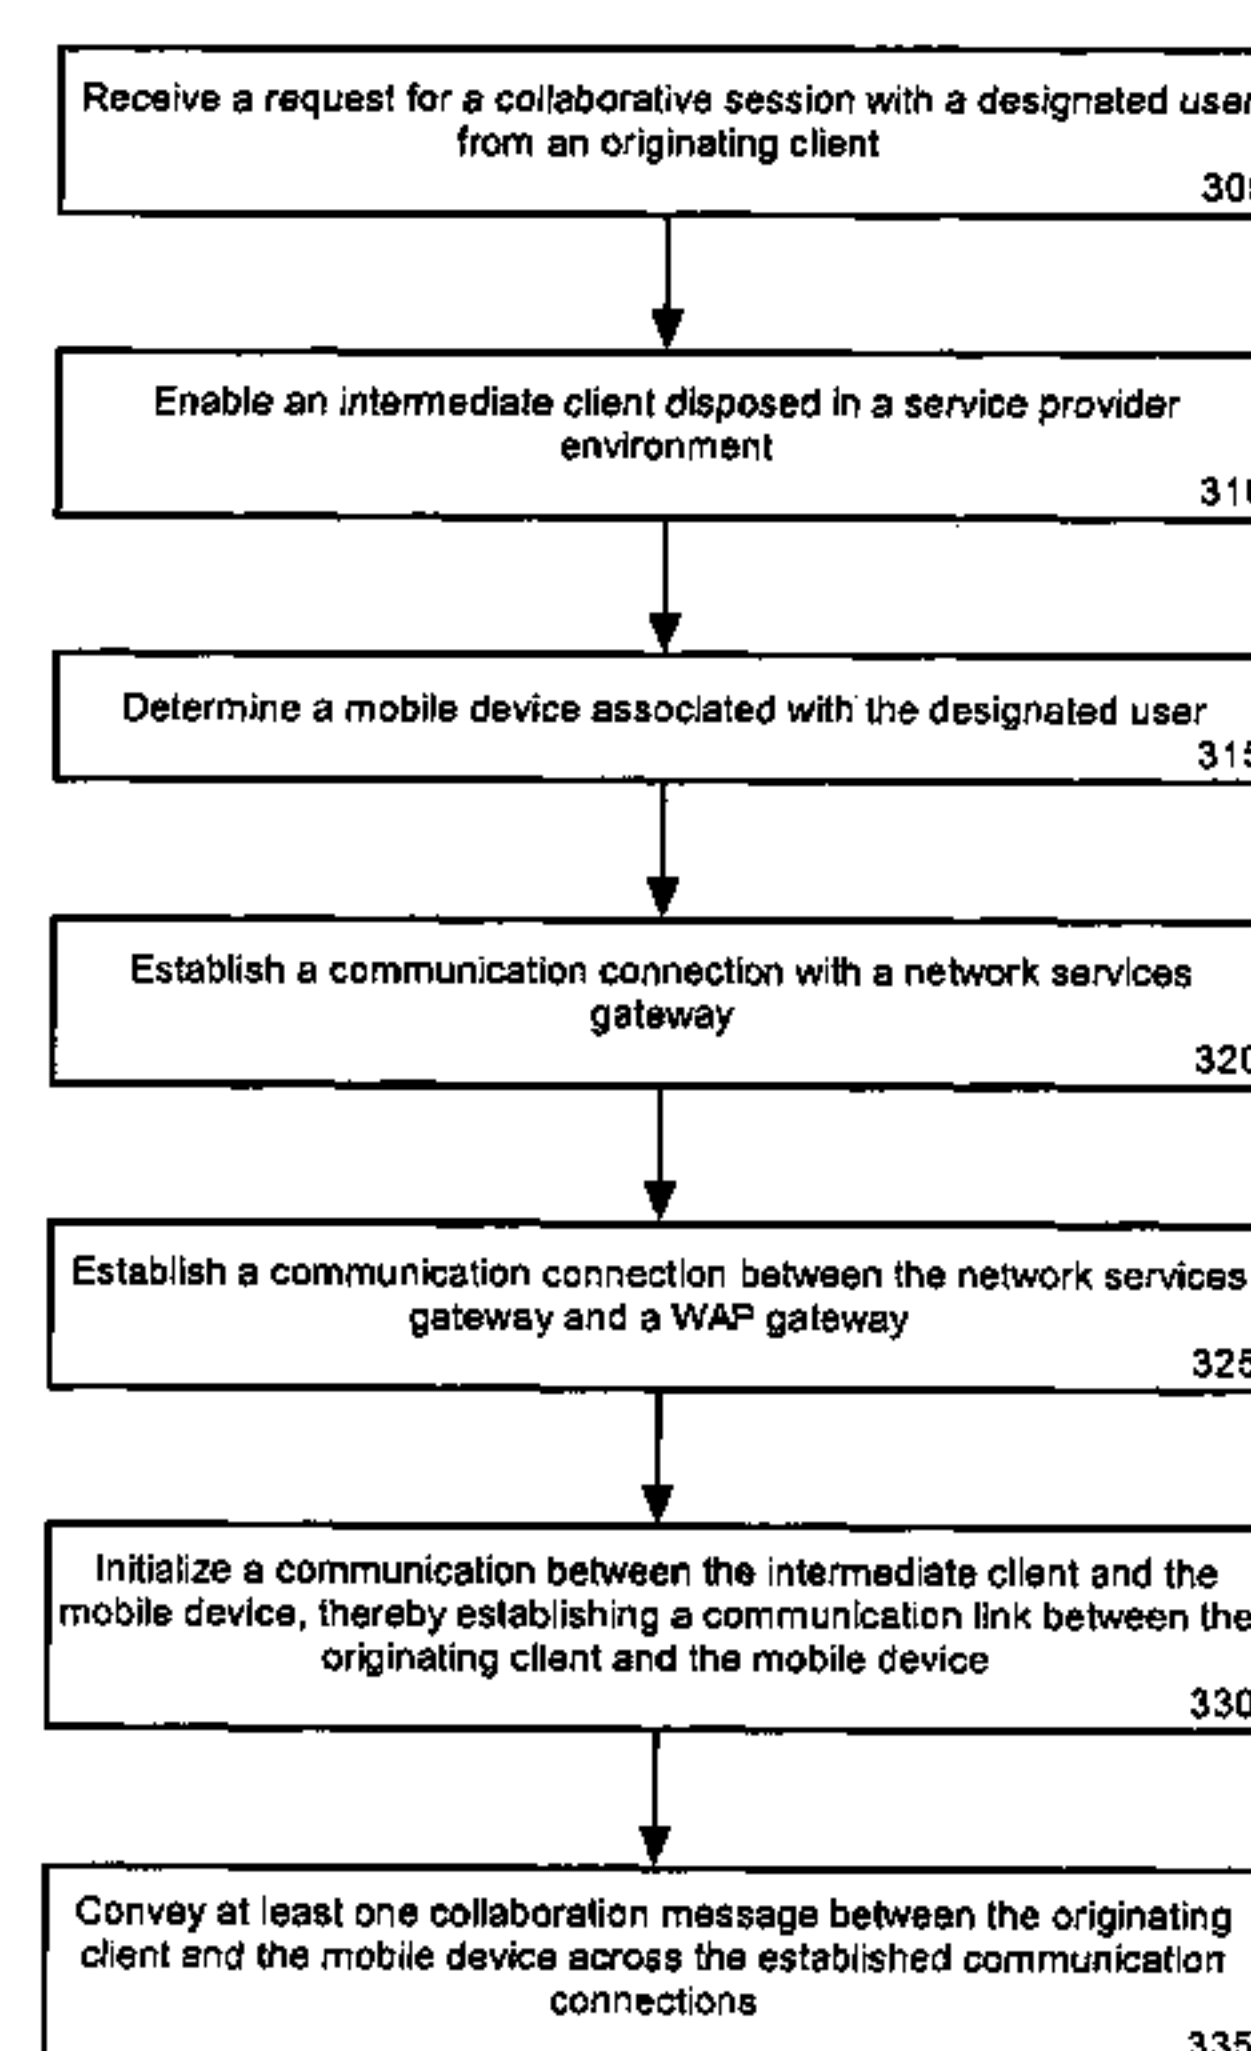 Receive a request for a collaborative session with a designated user
from an originating client
305
Enable an intermediate client disposed in a service provider
environment
310
Determine a mobile device associated with the designated user
315
Establish a communication connection with a network services
gateway
320
Establish a communication connection between the network services
gateway and a WAP gateway
325
Initialize a communication between the intermediate client and the
mobile device, thereby establishing a communication link between the
originating client and the mobile device
330
Convey at least one collaboration message between the originating
client and the mobile device across the established communication
connections
335